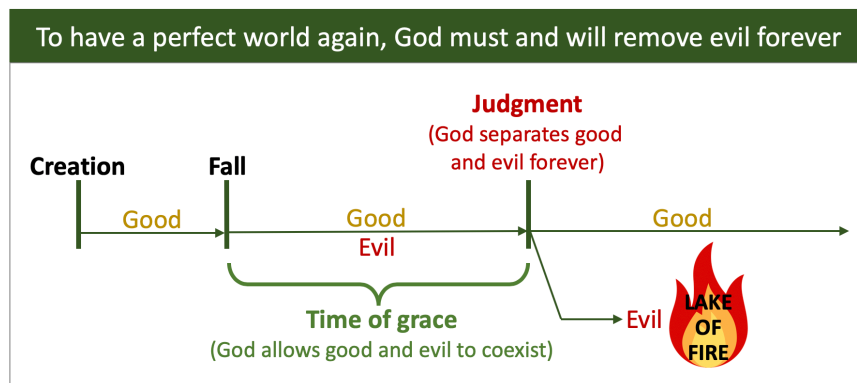 To have a perfect world again, God must and will remove evil forever
Judgment
(God separates good
and evil forever)
Creation
Fall
Good
Good
Good
Evil
Time of grace
(God allows good and evil to coexist)
Evil
LAKE
OF
FIRE